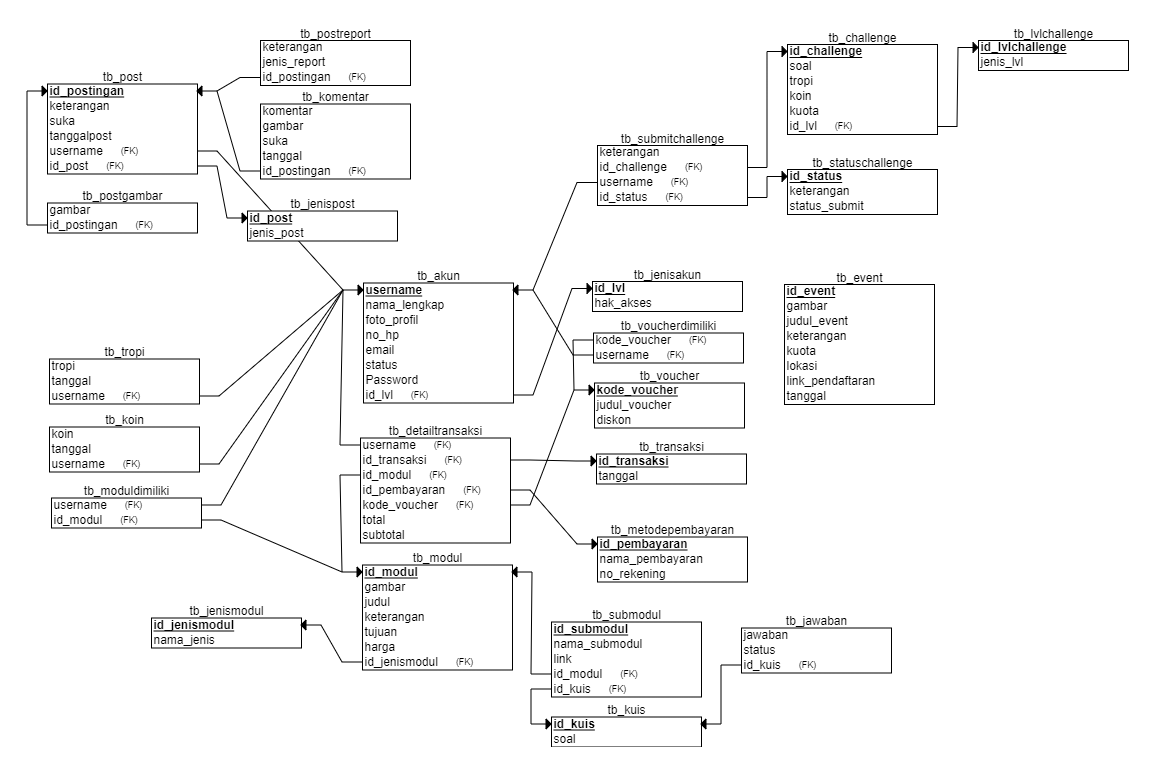 tb_postreport
keterangan
jenis_report
id_postingan (FK)
tb_post
id_postingan
keterangan
suka
tanggalpost
username (FK)
id_post (FK)
tb_komentar
komentar
gambar
suka
tanggal
id_postingan (FK)
tb_postgambar
gambar
id_postingan (FK)
tb_jenispost
id_post
jenis_post
tb_challenge
id_challenge
soal
tropi
koin
kuota
id_lvl (FK)
tb_lvlchallenge
id_lvlchallenge
jenis_lvl
tb_submitchallenge
keterangan
id_challenge (FK)
username (FK)
id_status (FK)
tb_statuschallenge
id_status
keterangan
status_submit
tb_akun
username
nama_lengkap
foto_profil
no_hp
email
status
Password
id_lvl (FK)
tb_jenisakun
id_lvl
hak_akses
tb_event
id_event
gambar
judul_event
keterangan
kuota
lokasi
link_pendaftaran
tanggal
tb_voucherdimiliki
kode_voucher (FK)
username (FK)
tb_voucher
kode_voucher
judul_voucher
diskon
tb_tropi
tropi
tanggal
username (FK)
tb_koin
koin
tanggal
username (FK)
tb_moduldimiliki
username (FK)
id_modul (FK)
tb_detailtransaksi
username (FK)
id_transaksi (FK)
id_modul (FK)
id_pembayaran (FK)
kode_voucher (FK)
total
subtotal
tb_transaksi
id_transaksi
tanggal
tb_metodepembayaran
id_pembayaran
nama_pembayaran
no_rekening
tb_modul
id_modul
gambar
judul
keterangan
tujuan
harga
id_jenismodul (FK)
tb_jenismodul
id_jenismodul
nama_jenis
tb_submodul
id_submodul
nama_submodul
link
id_modul (FK)
id_kuis (FK)
tb_jawaban
jawaban
status
id_kuis (FK)
tb_kuis
id_kuis
soal